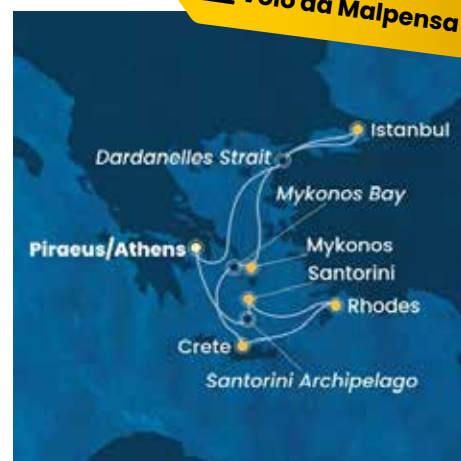 Volo da Malpensa
Istanbul
Dardanelles Strait
Mykonos Bay
Piraeus/Athens
Mykonos
Santorini
Rhodes
Crete
Santorini Archipelago